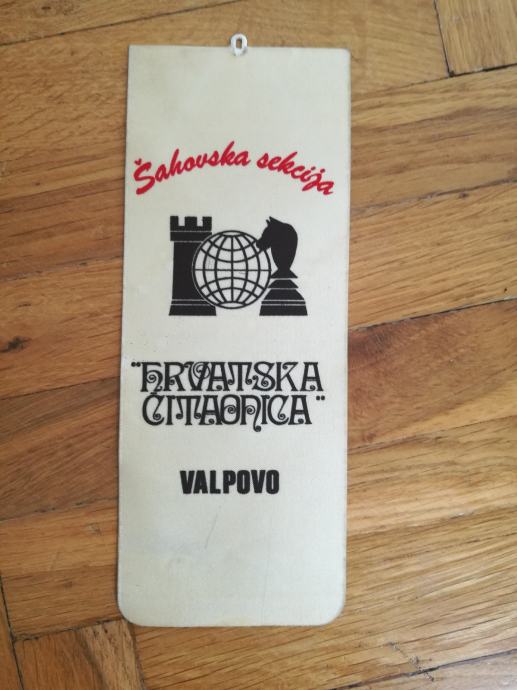 Šahovska sekcija
"HRVATSKA
ČITAONICA"
VALPOVO